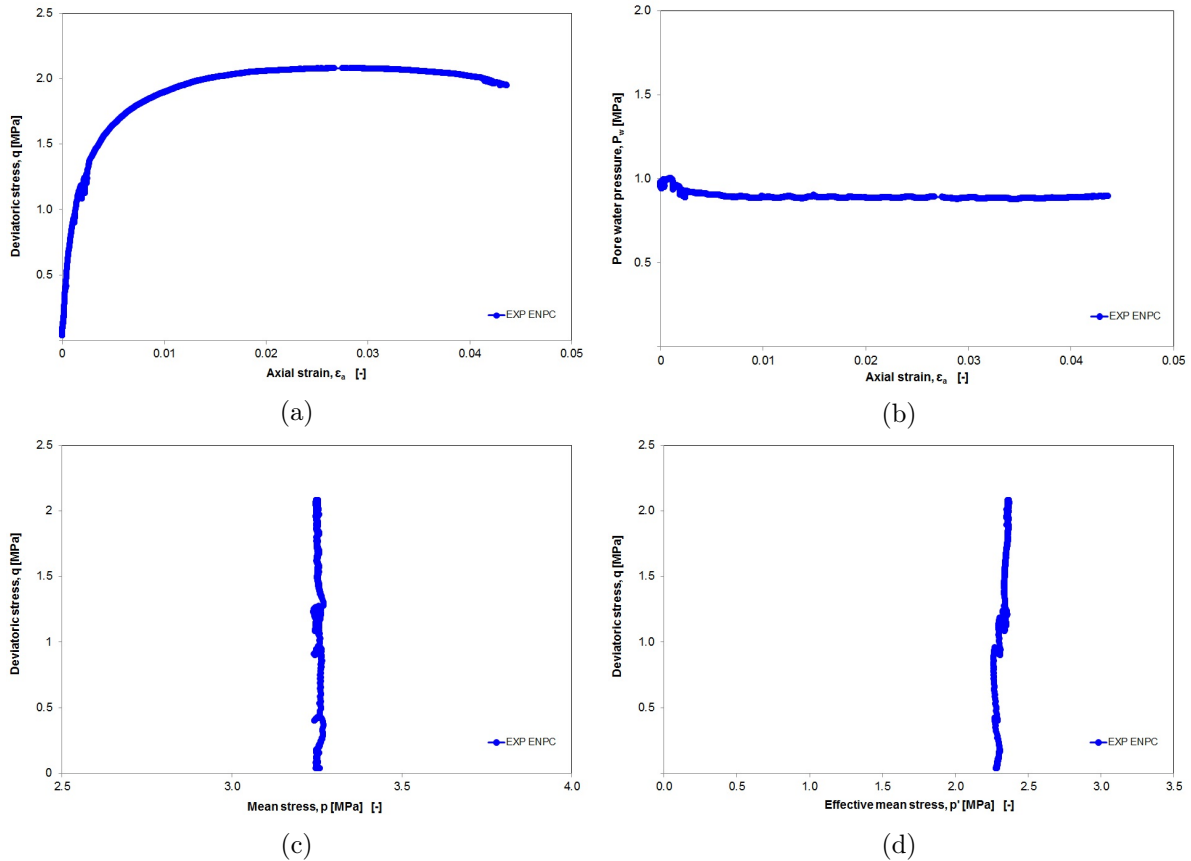 2.5
2.0
1.5
1.0
0.5
Deviatoric stress, q [MPa]
EXP ENPC
0
0.01
0.02
0.03
0.04
0.05
Axial strain, εa [-]
(a)
2.0
1.5
1.0
0.5
Pore water pressure, Pw [MPa]
EXP ENPC
0
0.01
0.02
0.03
0.04
0.05
Axial strain, εa [-]
(b)
2.5
2.0
1.5
1.0
0.5
0
Deviatoric stress, q [MPa]
EXP ENPC
2.5
3.0
3.5
4.0
Mean stress, p [MPa] [-]
(c)
2.5
2.0
1.5
1.0
0.5
0
Deviatoric stress, q [MPa]
EXP ENPC
0.0
0.5
1.0
1.5
2.0
2.5
3.0
3.5
Effective mean stress, p' [MPa] [-]
(d)